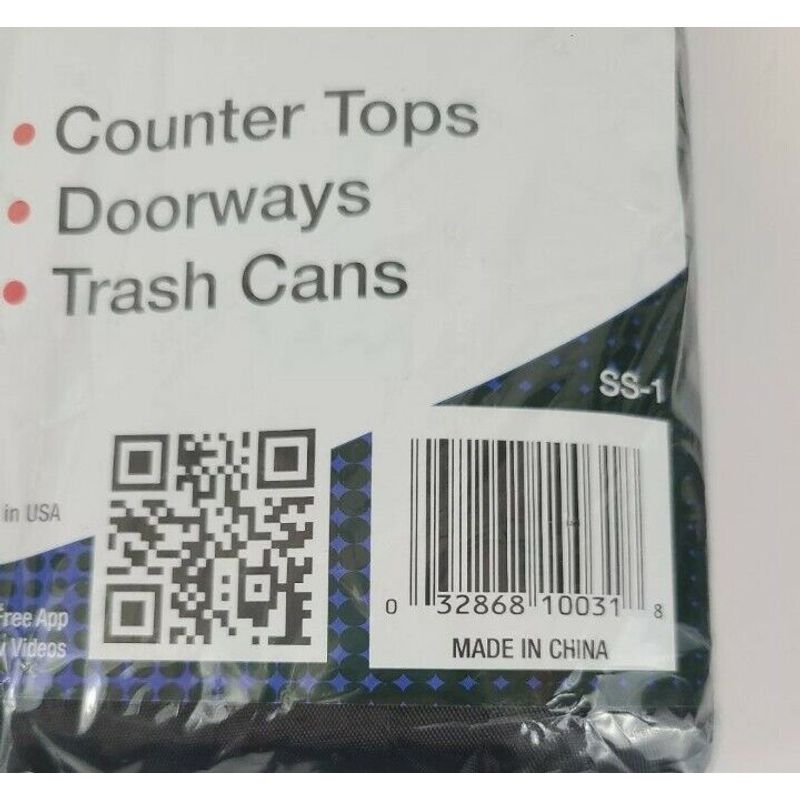 • Counter Tops
• Doorways
• Trash Cans
SS-1
in USA
Free App
Videos
0 32868 10031 8
MADE IN CHINA